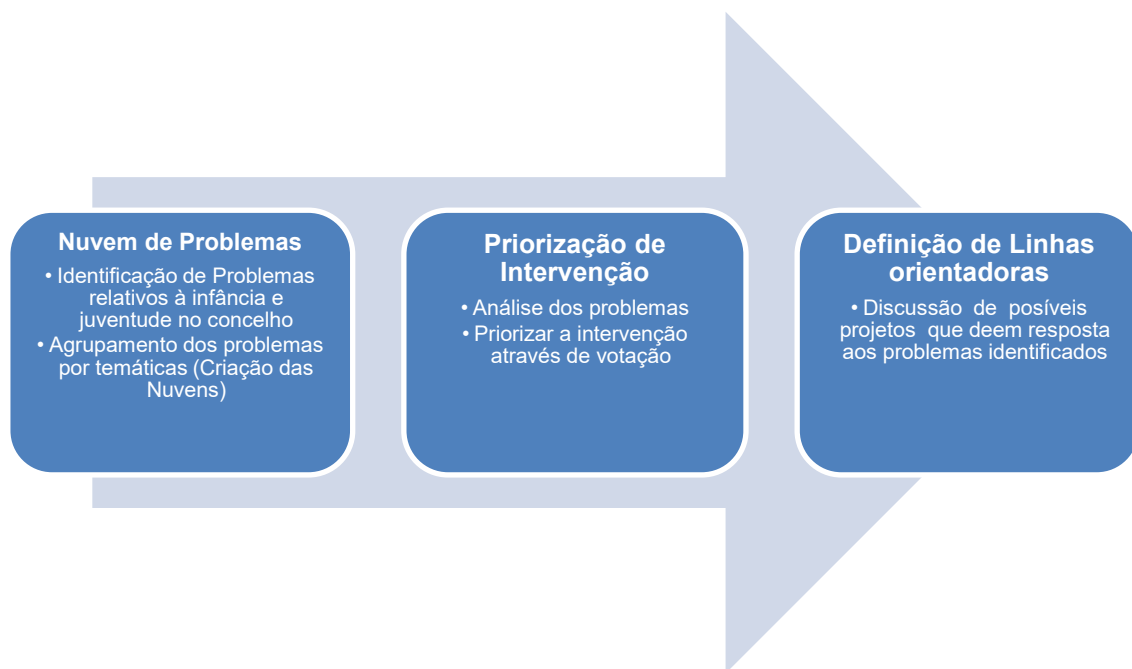 Nuvem de Problemas
• Identificação de Problemas
relativos à infância e
juventude no concelho
• Agrupamento dos problemas
por temáticas (Criação das
Nuvens)
Priorização de
Intervenção
• Análise dos problemas
• Priorizar a intervenção
através de votação
Definição de Linhas
orientadoras
• Discussão de posíveis
projetos que deem resposta
aos problemas identificados